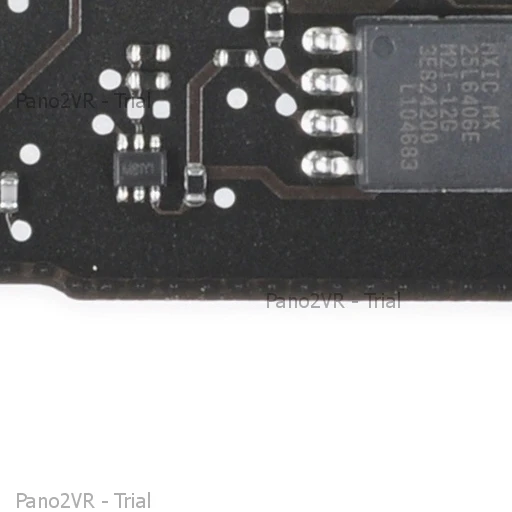 Pano2VR - Trial
MXIC MX
25L6406E
M2I-12G
3E824200
L104683
Pano2VR - Trial
Pano2VR - Trial